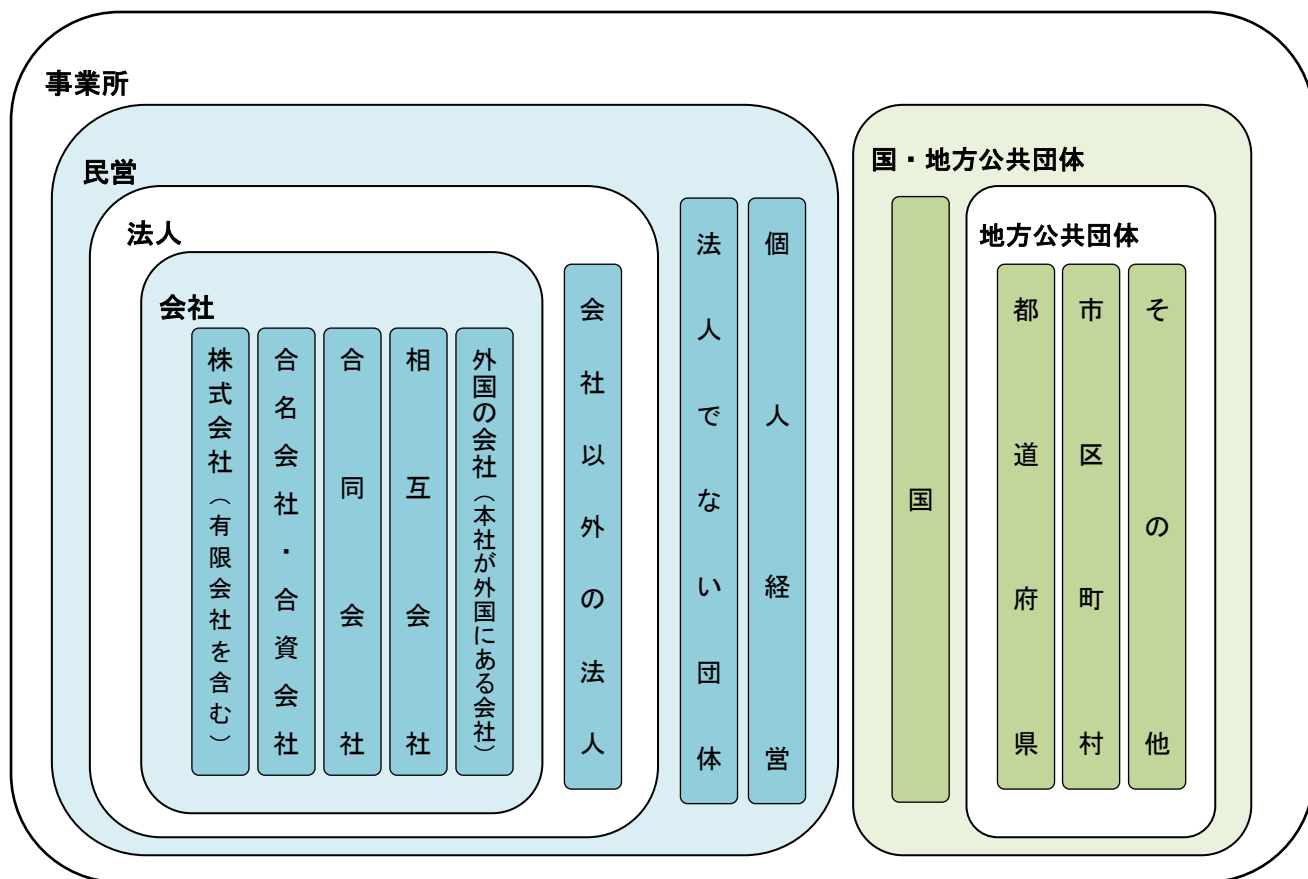 事業所
民営
法人
会社
株式会社（有限会社を含む）
合名会社・合資会社
合同会社
相互会社
外国の会社（本社が外国にある会社）
会社以外の法人
法人でない団体
個人経営
国・地方公共団体
国
地方公共団体
都道府県
市区町村
その他